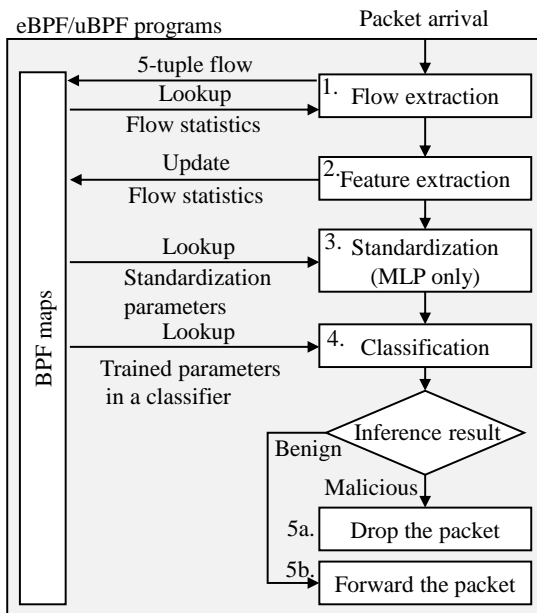 eBPF/uBPF programs
Packet arrival
5-tuple flow
1.
Flow extraction
Lookup
Flow statistics
Update
2.
Feature extraction
Flow statistics
Lookup
3.
Standardization
(MLP only)
Standardization
parameters
Lookup
4.
Classification
Trained parameters
in a classifier
BPF maps
Inference result
Benign
Malicious
5a.
Drop the packet
5b.
Forward the packet